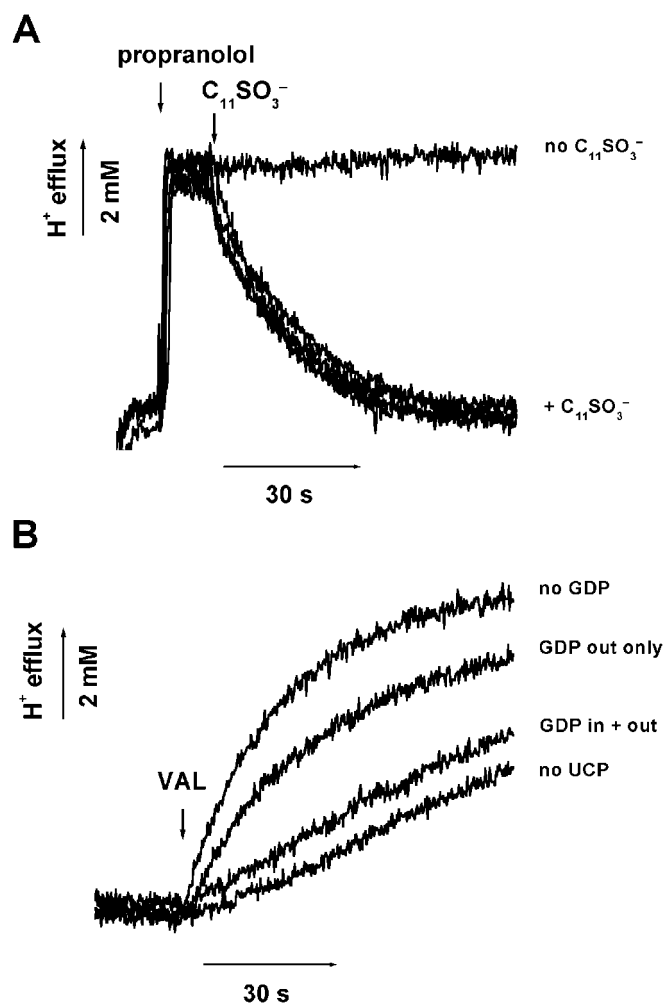 A
propranolol
C₁₁SO₃⁻
no C₁₁SO₃⁻
H⁺ efflux
2 mM
+ C₁₁SO₃⁻
30 s
B
no GDP
GDP out only
H⁺ efflux
2 mM
GDP in + out
VAL
no UCP
30 s